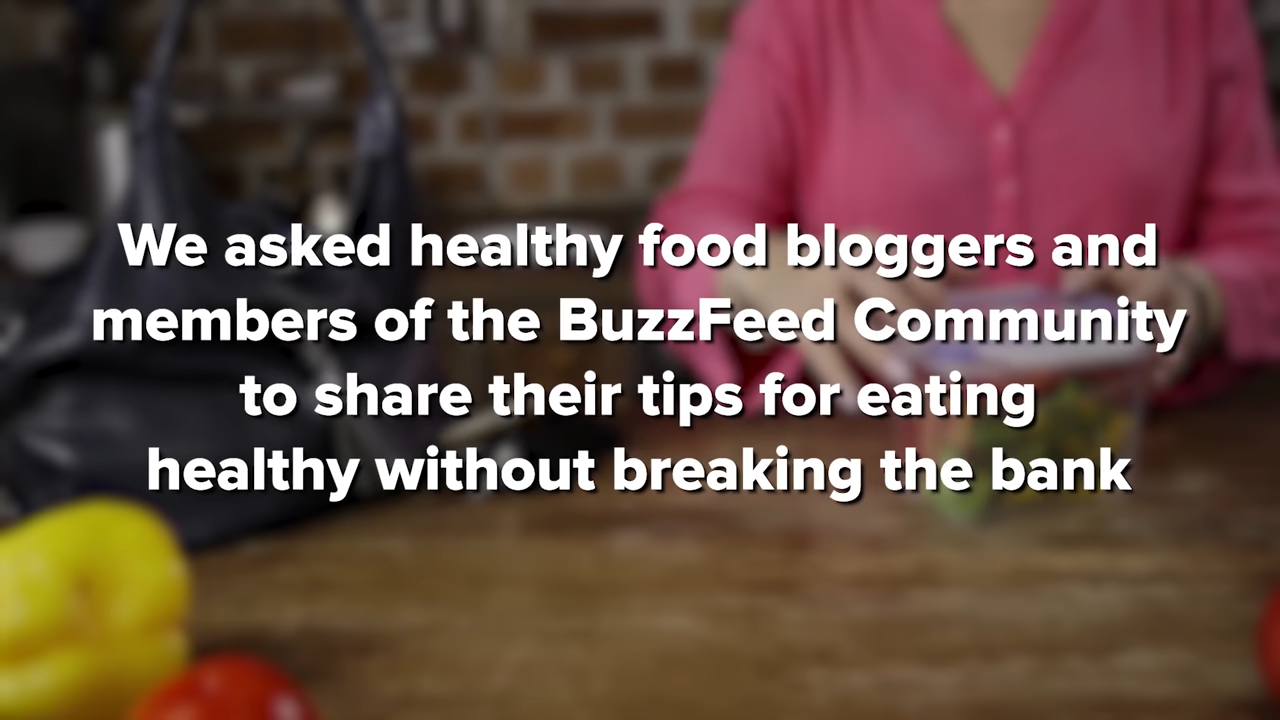 We asked healthy food bloggers and
members of the BuzzFeed Community
to share their tips for eating
healthy without breaking the bank